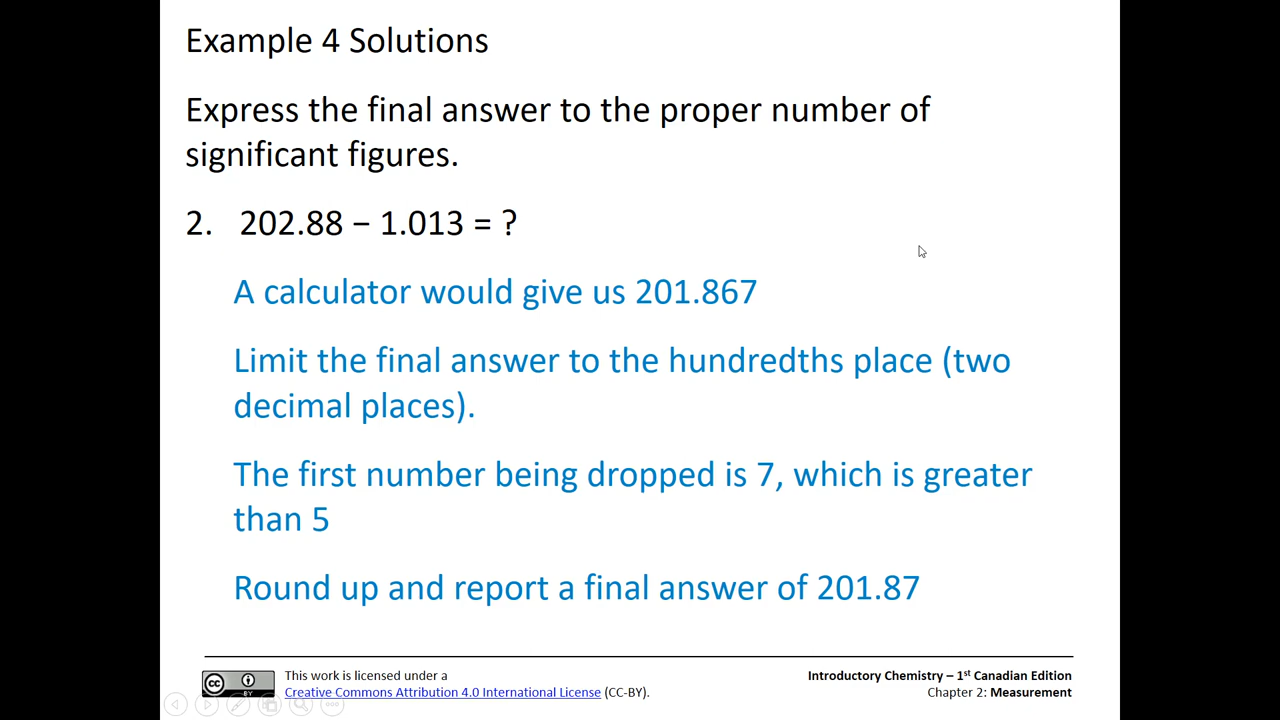 Example 4 Solutions
Express the final answer to the proper number of
significant figures.
2. 202.88 − 1.013 = ?
A calculator would give us 201.867
Limit the final answer to the hundredths place (two
decimal places).
The first number being dropped is 7, which is greater
than 5
Round up and report a final answer of 201.87
cc BY
This work is licensed under a
Creative Commons Attribution 4.0 International License (CC-BY).
Introductory Chemistry – 1st Canadian Edition
Chapter 2: Measurement